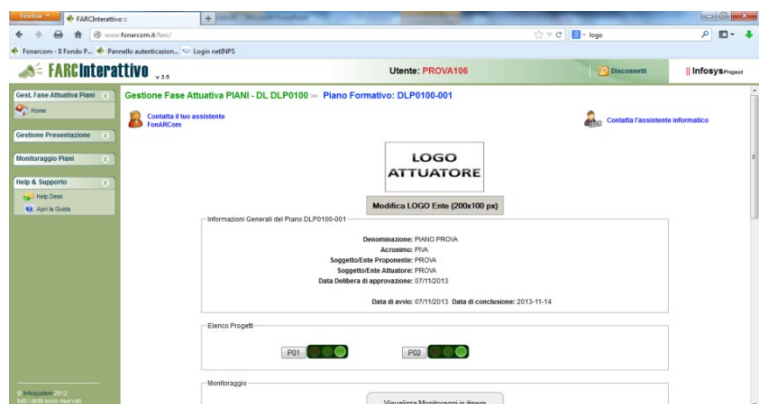 Firefox
FARCInterattivo ::
www.fonarcom.it/farc/
logo
Fonarcom - Il Fondo P...
Pannello autenticazion...
Login netINPS
FARCInterattivo v 3.5
Utente: PROVA106
Disconnetti
Infosys Project
Gest. Fase Attuativa Piani
Home
Gestione Presentazione
Monitoraggio Piani
Help & Supporto
Help Desk
Apri la Guida
Gestione Fase Attuativa PIANI - DL DLP0100 >> Piano Formativo: DLP0100-001
Contatta il tuo assistente
FonARCom
Contatta l'assistente informatico
LOGO
ATTUATORE
Modifica LOGO Ente (200x100 px)
Informazioni Generali del Piano DLP0100-001
Denominazione: PIANO PROVA
Acronimo: PIVA
Soggetto/Ente Proponente: PROVA
Soggetto/Ente Attuatore: PROVA
Data Delibera di approvazione: 07/11/2013
Data di avvio: 07/11/2013 Data di conclusione: 2013-11-14
Elenco Progetti
P01
P02
Monitoraggio
Visualizza Monitoraggi in itinere
© Infosystem 2012
tutti i diritti sono riservati